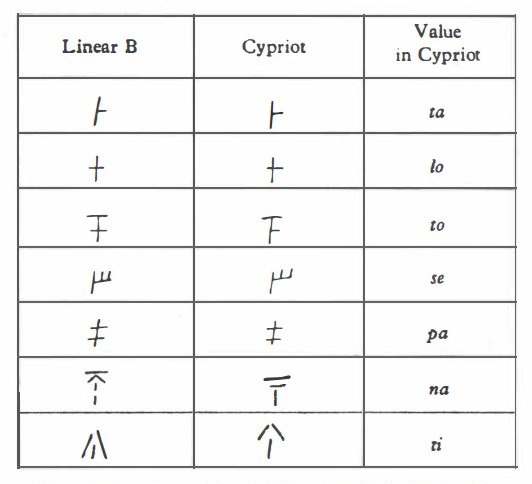 Linear B Cypriot Value in Cypriot
𐀲 𐠭 ta
𐀫 𐠒 lo
𐀵 𐠰 to
𐀮 𐠩 se
𐀞 𐠞 pa
𐀙 𐠙 na
𐀴 𐠯 ti